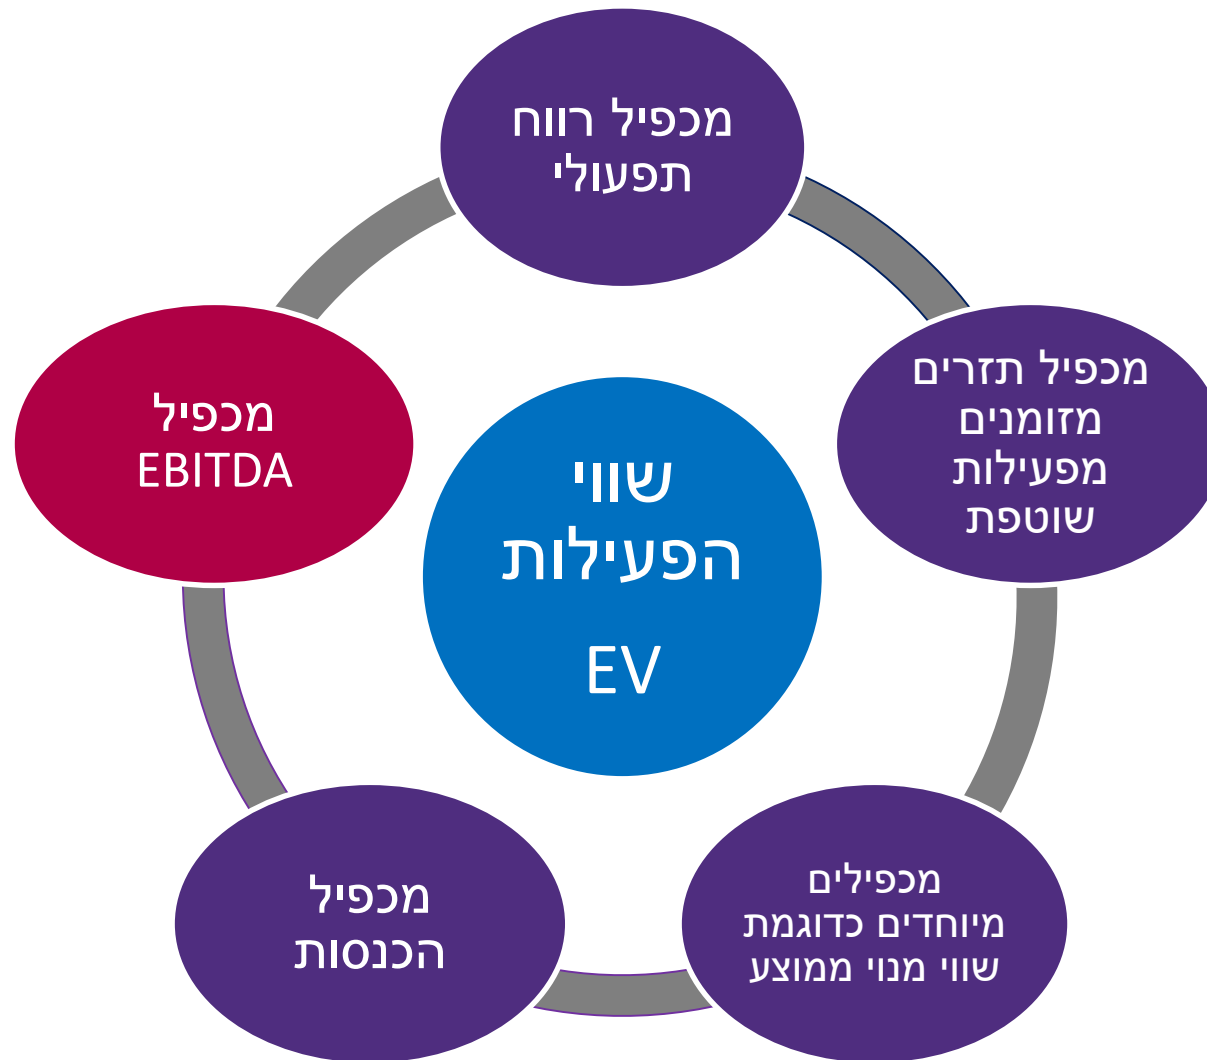 מכפיל רווח
תפעולי
מכפיל תזרים
מזומנים
מפעילות
שוטפת
מכפיל
EBITDA
שווי
הפעילות
EV
מכפילים
מיוחדים כדוגמת
שווי מנוי ממוצע
מכפיל
הכנסות